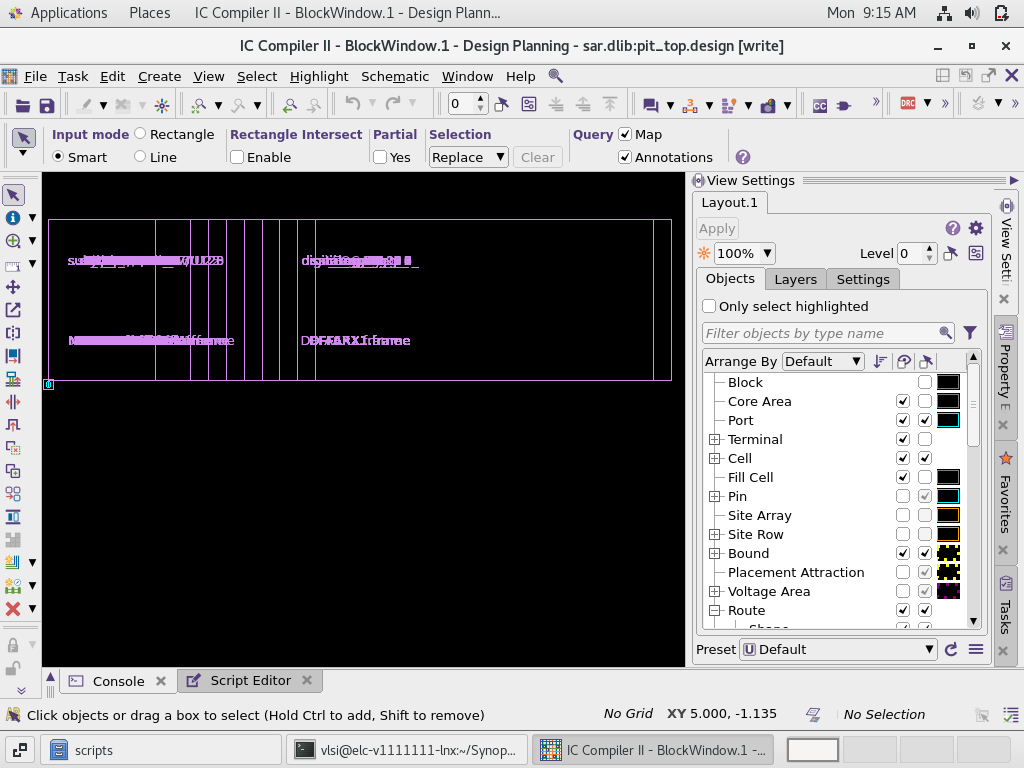 Applications Places IC Compiler II - BlockWindow.1 - Design Plann... Mon 9:15 AM
IC Compiler II - BlockWindow.1 - Design Planning - sar.dlib:pit_top.design [write]
File Task Edit Create View Select Highlight Schematic Window Help
0 CC DRC
Input mode Rectangle Rectangle Intersect Partial Selection Query Map
Smart Line Enable Yes Replace Clear Annotations
View Settings
Layout.1
Apply
100% Level 0
Objects Layers Settings
Only select highlighted
Filter objects by type name
Arrange By Default
Block
Core Area
Port
Terminal
Cell
Fill Cell
Pin
Site Array
Site Row
Bound
Placement Attraction
Voltage Area
Route
Shape
Preset Default
View Setti
Property E
Favorites
Tasks
Console Script Editor
Click objects or drag a box to select (Hold Ctrl to add, Shift to remove) No Grid XY 5.000, -1.135 No Selection
scripts vlsi@elc-v1111111-lnx:~/Synop... IC Compiler II - BlockWindow.1 -...